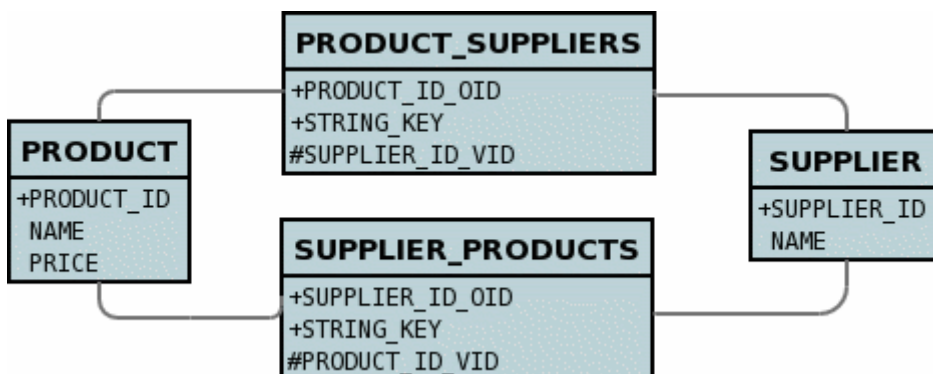 PRODUCT_SUPPLIERS
+PRODUCT_ID_OID
+STRING_KEY
#SUPPLIER_ID_VID
PRODUCT
+PRODUCT_ID
NAME
PRICE
SUPPLIER
+SUPPLIER_ID
NAME
SUPPLIER_PRODUCTS
+SUPPLIER_ID_OID
+STRING_KEY
#PRODUCT_ID_VID